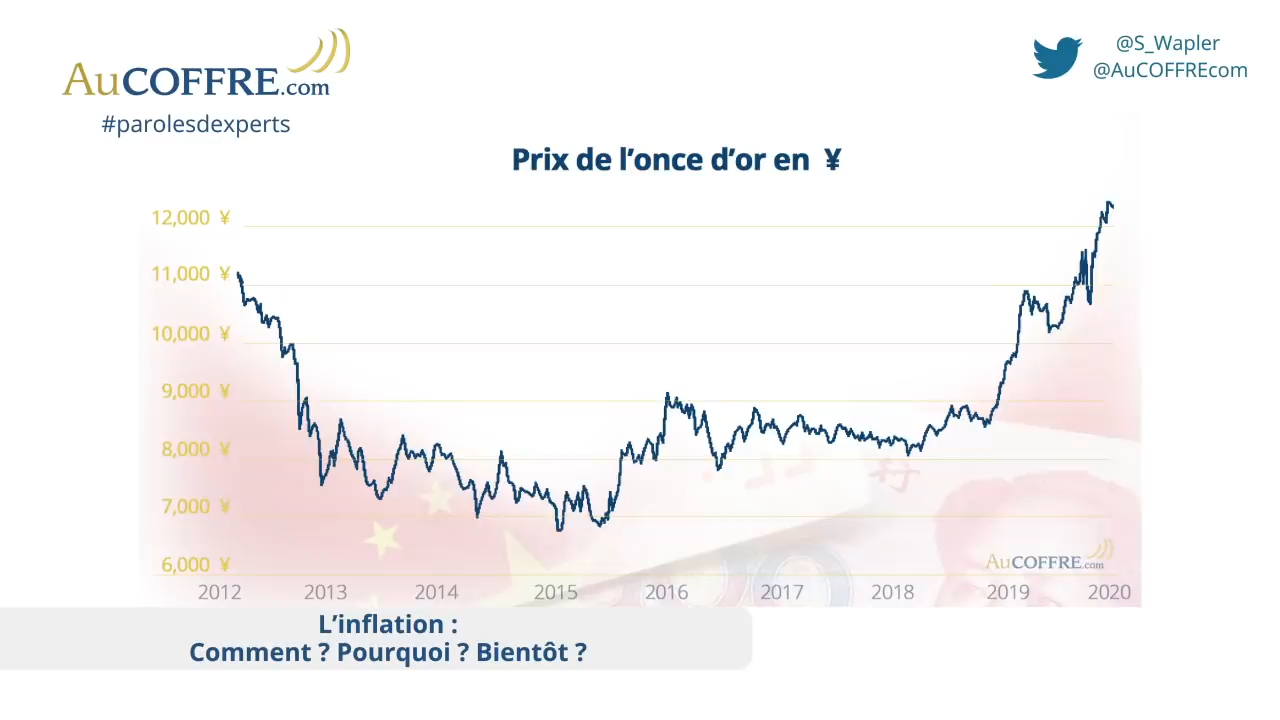 AuCOFFRE.com
#parolesdexperts
@S_Wapler
@AuCOFFREcom
Prix de l'once d'or en ¥
12,000 ¥
11,000 ¥
10,000 ¥
9,000 ¥
8,000 ¥
7,000 ¥
6,000 ¥
AuCOFFRE.com
2012 2013 2014 2015 2016 2017 2018 2019 2020
L'inflation :
Comment ? Pourquoi ? Bientôt ?